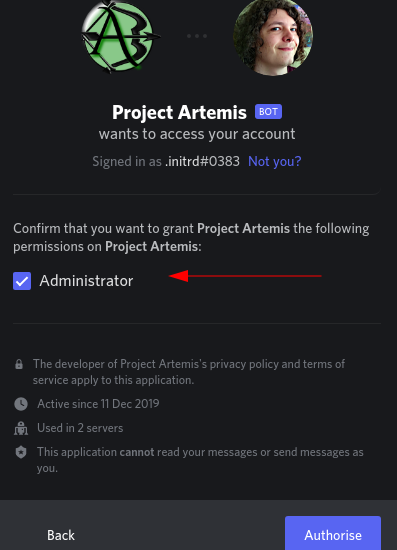 Project Artemis BOT
wants to access your account
Signed in as .initrd#0383 Not you?
Confirm that you want to grant Project Artemis the following
permissions on Project Artemis:
Administrator
The developer of Project Artemis's privacy policy and terms of
service apply to this application.
Active since 11 Dec 2019
Used in 2 servers
This application cannot read your messages or send messages as
you.
Back
Authorise